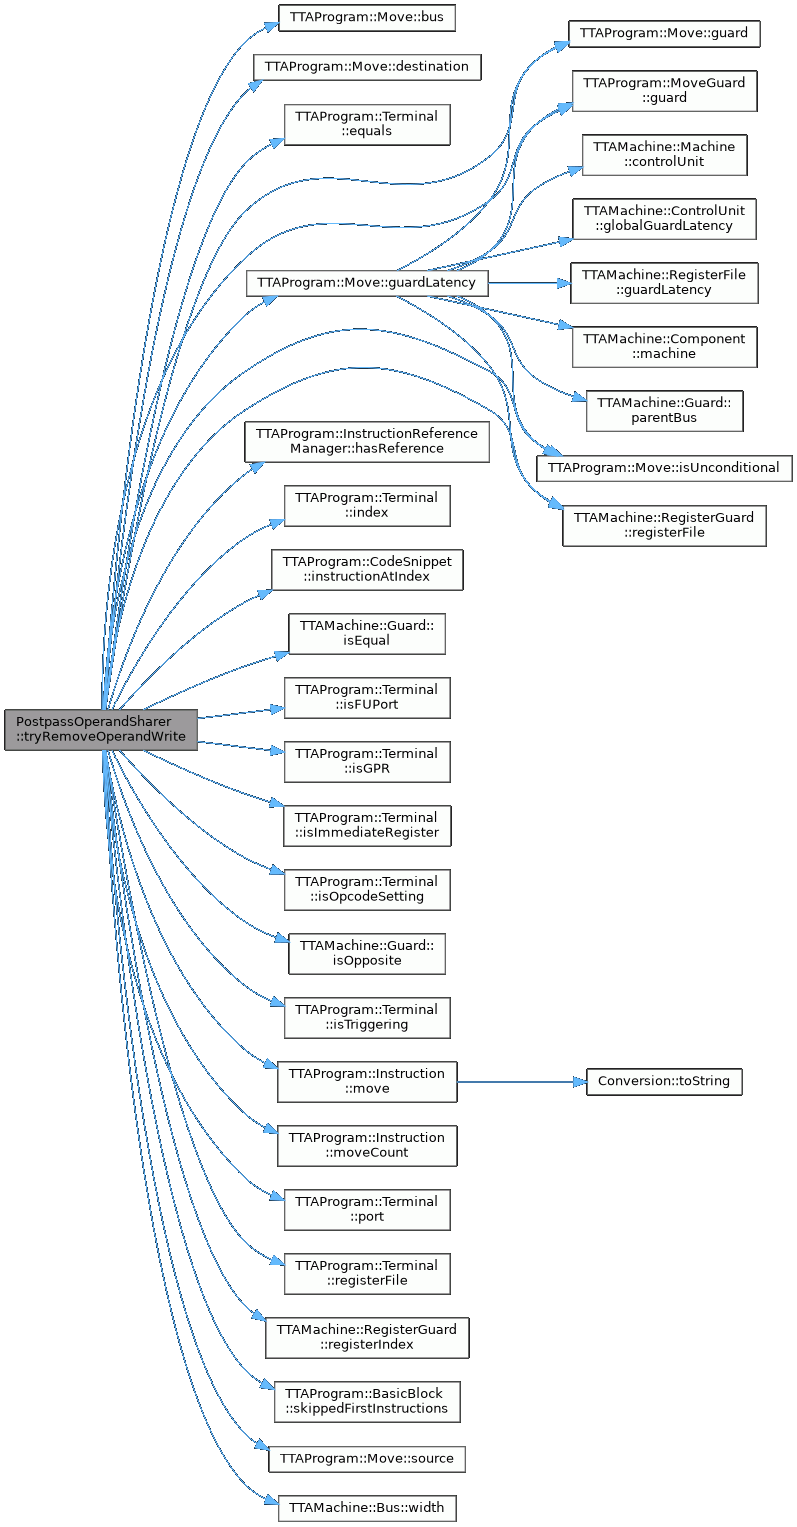 TTAProgram::Move::bus
TTAProgram::Move::destination
TTAProgram::Terminal
::equals
TTAProgram::Move::guard
TTAProgram::MoveGuard
::guard
TTAMachine::Machine
::controlUnit
TTAMachine::ControlUnit
::globalGuardLatency
TTAProgram::Move::guardLatency
TTAMachine::RegisterFile
::guardLatency
TTAMachine::Component
::machine
TTAMachine::Guard::
parentBus
TTAProgram::Move::isUnconditional
TTAMachine::RegisterGuard
::registerFile
TTAProgram::InstructionReference
Manager::hasReference
TTAProgram::Terminal
::index
TTAProgram::CodeSnippet
::instructionAtIndex
TTAMachine::Guard::
isEqual
TTAProgram::Terminal
::isFUPort
PostpassOperandSharer
::tryRemoveOperandWrite
TTAProgram::Terminal
::isGPR
TTAProgram::Terminal
::isImmediateRegister
TTAProgram::Terminal
::isOpcodeSetting
TTAMachine::Guard::
isOpposite
TTAProgram::Terminal
::isTriggering
TTAProgram::Instruction
::move
Conversion::toString
TTAProgram::Instruction
::moveCount
TTAProgram::Terminal
::port
TTAProgram::Terminal
::registerFile
TTAMachine::RegisterGuard
::registerIndex
TTAProgram::BasicBlock
::skippedFirstInstructions
TTAProgram::Move::source
TTAMachine::Bus::width